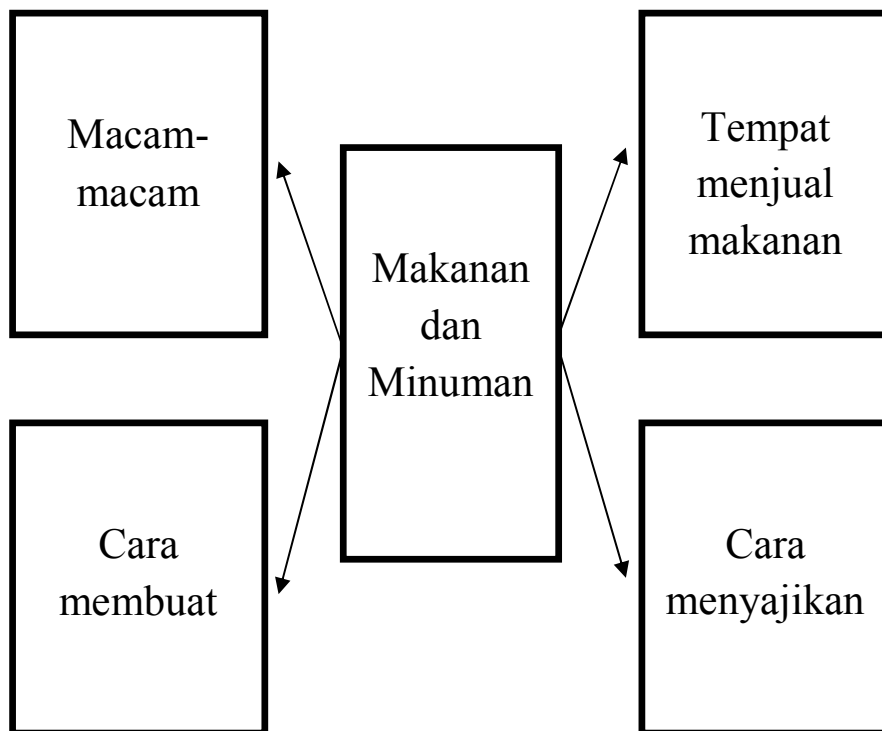 Macam-
macam
Tempat
menjual
makanan
Makanan
dan
Minuman
Cara
membuat
Cara
menyajikan